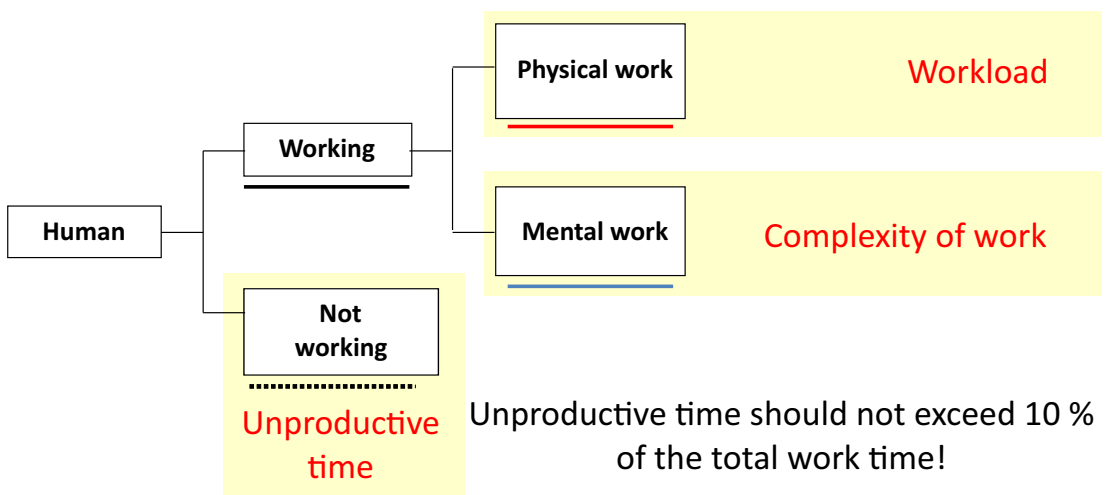 Physical work
Workload
Working
Human
Mental work
Complexity of work
Not
working
Unproductive
time
Unproductive time should not exceed 10 %
of the total work time!